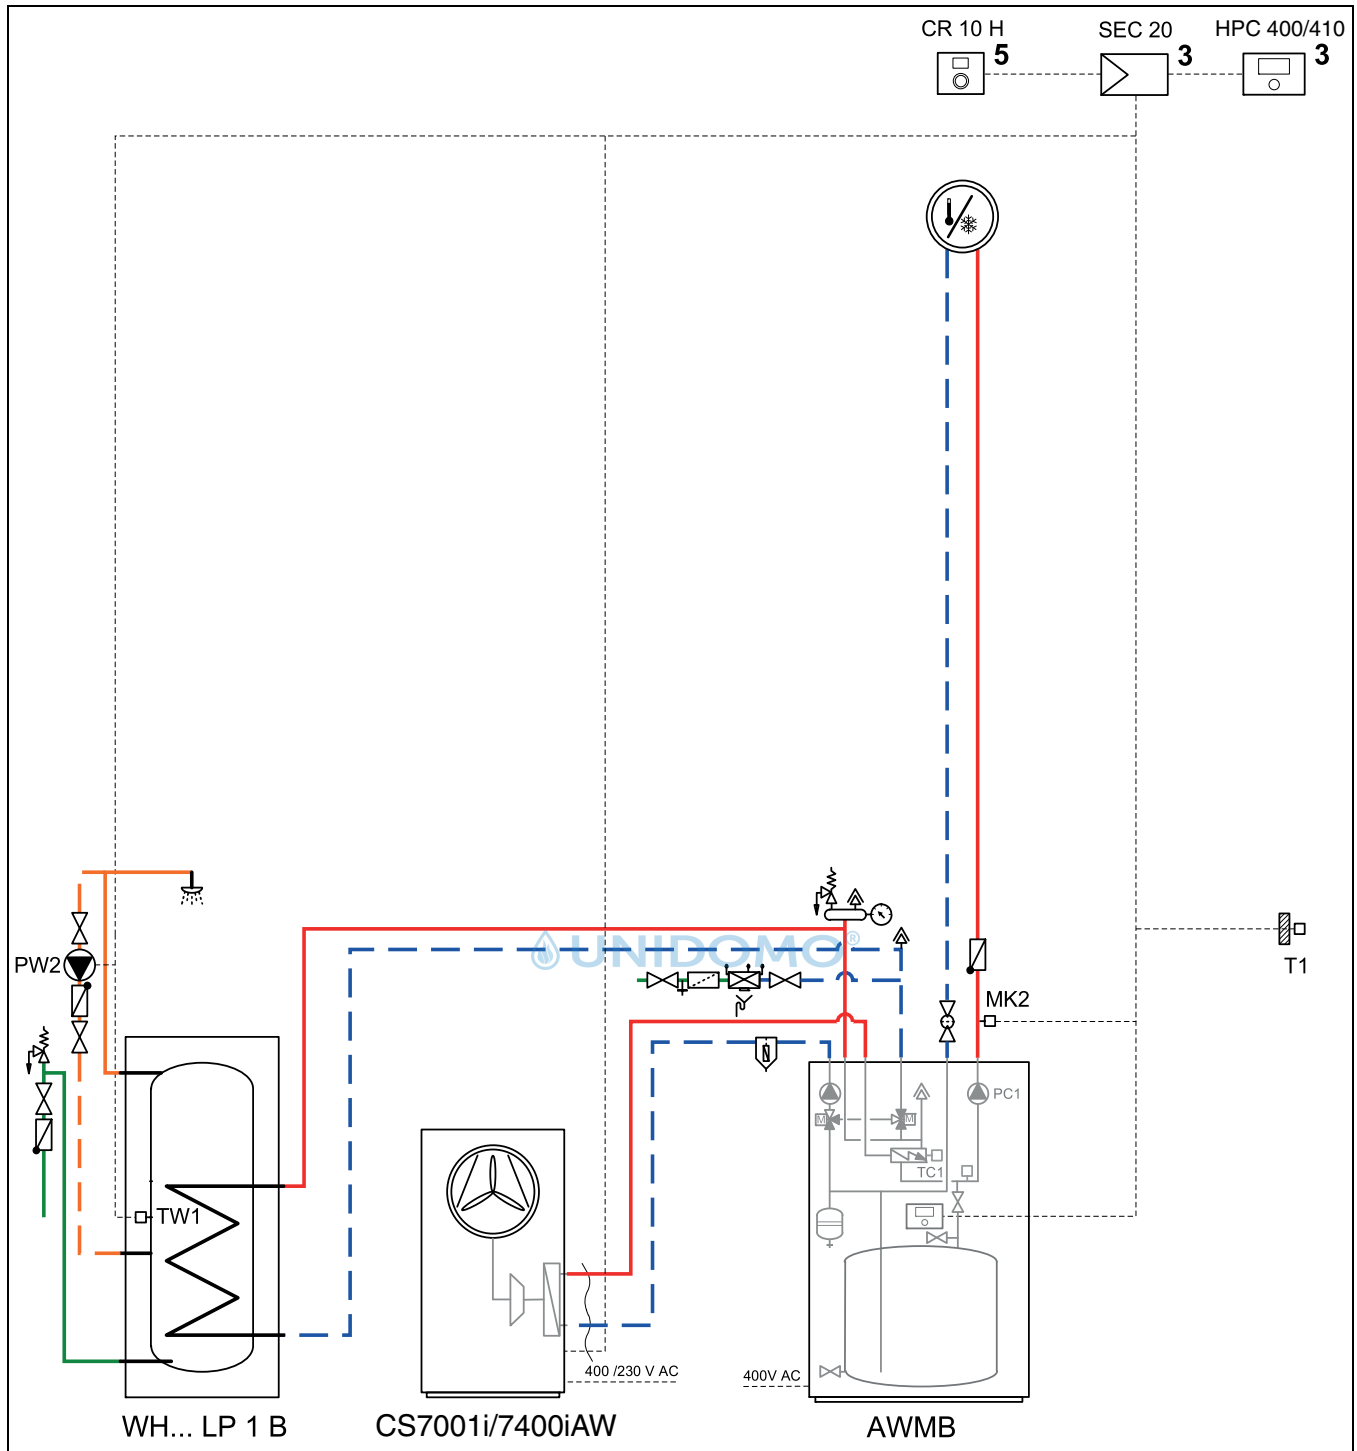 CR 10 H
SEC 20
HPC 400/410
5
3
3
UNIDOMO®
PW2
T1
MK2
PC1
M
M
TC1
TW1
400 /230 V AC
400V AC
WH... LP 1 B
CS7001i/7400iAW
AWMB